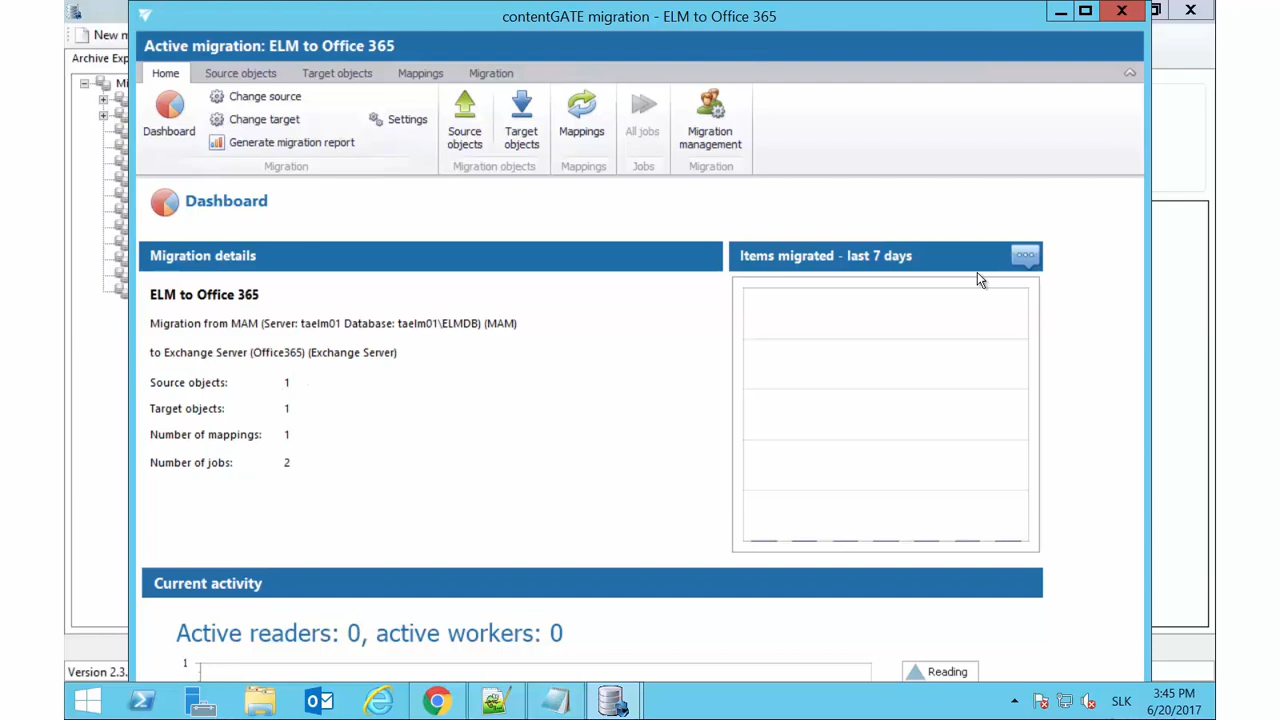 contentGATE migration - ELM to Office 365
New m
Active migration: ELM to Office 365
Archive Exp
Home
Source objects
Target objects
Mappings
Migration
Mi
Change source
Change target
Settings
Generate migration report
Dashboard
Source objects
Target objects
Mappings
All jobs
Migration management
Migration
Migration objects
Mappings
Jobs
Migration
Dashboard
Migration details
Items migrated - last 7 days
ELM to Office 365
Migration from MAM (Server: taelm01 Database: taelm01\ELMDB) (MAM)
to Exchange Server (Office365) (Exchange Server)
Source objects: 1
Target objects: 1
Number of mappings: 1
Number of jobs: 2
Current activity
Active readers: 0, active workers: 0
1
Reading
Version 2.3.
SLK
3:45 PM
6/20/2017